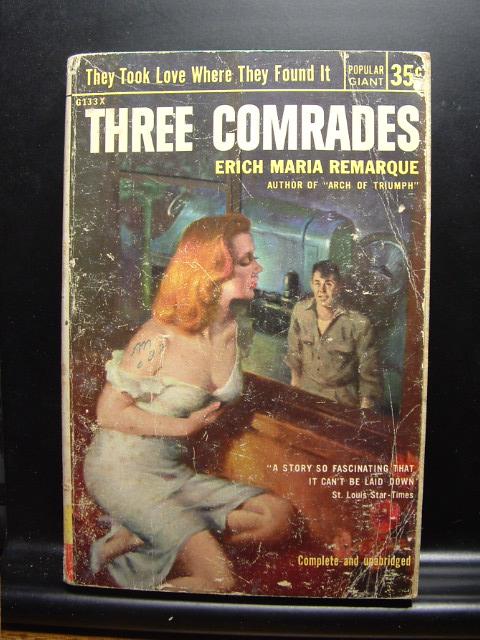 They Took Love Where They Found It
POPULAR
GIANT
35¢
G133X
THREE COMRADES
ERICH MARIA REMARQUE
AUTHOR OF "ARCH OF TRIUMPH"
"A STORY SO FASCINATING THAT
IT CAN'T BE LAID DOWN
St. Louis Star-Times
Complete and unabridged